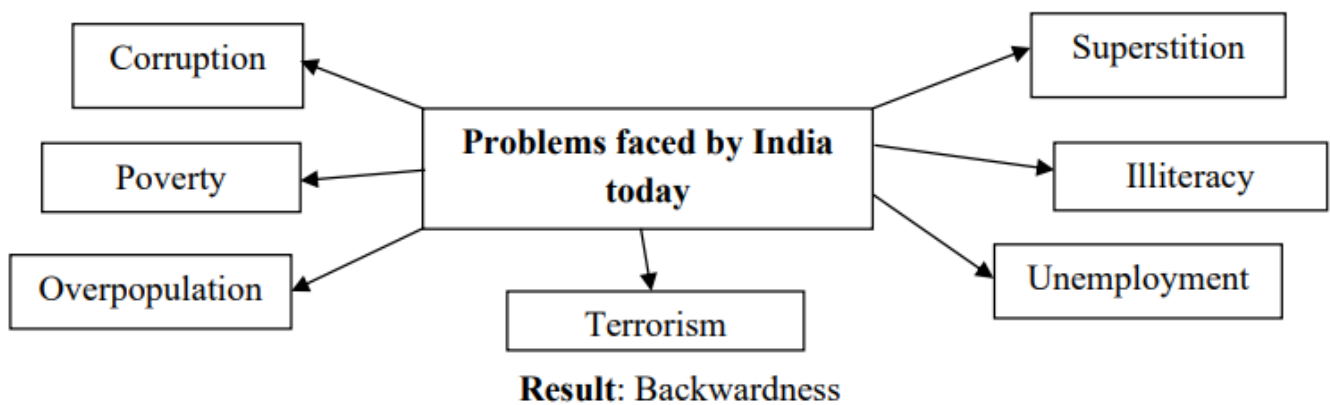 Corruption
Superstition
Problems faced by India
today
Poverty
Illiteracy
Overpopulation
Unemployment
Terrorism
Result: Backwardness